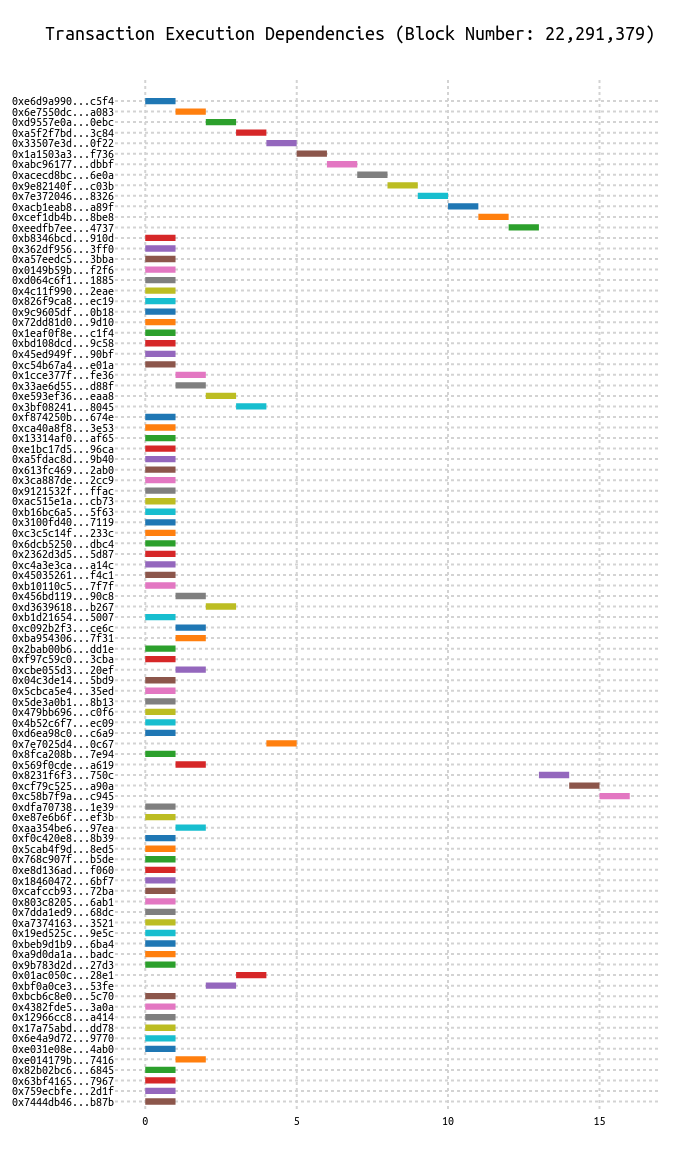 Transaction Execution Dependencies (Block Number: 22,291,379)
0xe6d9a990...c5f4
0x6e7550dc...a083
0xd9557e0a...0ebc
0xa5f2f7bd...3c84
0x33507e3d...0f22
0x1a1503a3...f736
0xabc96177...dbbf
0xacecd8bc...6e0a
0x9e82140f...c03b
0x7e372046...8326
0xacb1eab8...a89f
0xcef1db4b...8be8
0xeedfb7ee...4737
0xb8346bcd...910d
0x362df956...3ff0
0xa57eedc5...3bba
0x0149b59b...f2f6
0xd064c6f1...1885
0x4c11f990...2eae
0x826f9ca8...ec19
0x9c9605df...0b18
0x72dd81d0...9d10
0x1eaf0f8e...c1f4
0xbd108dcd...9c58
0x45ed949f...90bf
0xc54b67a4...e01a
0x1cce377f...fe36
0x33ae6d55...d88f
0xe593ef36...eaa8
0x3bf08241...8045
0xf874250b...674e
0xca40a8f8...3e53
0x13314af0...af65
0xe1bc17d5...96ca
0xa5fdac8d...9b40
0x613fc469...2ab0
0x3ca887de...2cc9
0x9121532f...ffac
0xac515e1a...cb73
0xb16bc6a5...5f63
0x3100fd40...7119
0xc3c5c14f...233c
0x6dcb5250...dbc4
0x2362d3d5...5d87
0xc4a3e3ca...a14c
0x45035261...f4c1
0xb10110c5...7f7f
0x456bd119...90c8
0xd3639618...b267
0xb1d21654...5007
0xc092b2f3...ce6c
0xba954306...7f31
0x2bab00b6...dd1e
0xf97c59c0...3cba
0xcbe055d3...20ef
0x04c3de14...5bd9
0x5cbca5e4...35ed
0x5de3a0b1...8b13
0x479bb696...c0f6
0x4b52c6f7...ec09
0xd6ea98c0...c6a9
0x7e7025d4...0c67
0x8fca208b...7e94
0x569f0cde...a619
0x8231f6f3...750c
0xcf79c525...a90a
0xc58b7f9a...c945
0xdfa70738...1e39
0xe87e6b6f...ef3b
0xaa354be6...97ea
0xf0c420e8...8b39
0x5cab4f9d...8ed5
0x768c907f...b5de
0xe8d136ad...f060
0x18460472...6bf7
0xcafccb93...72ba
0x803c8205...6ab1
0x7dda1ed9...68dc
0xa7374163...3521
0x19ed525c...9e5c
0xbeb9d1b9...6ba4
0xa9d0da1a...badc
0x9b783d2d...27d3
0x01ac050c...28e1
0xbf0a0ce3...53fe
0xbcb6c8e0...5c70
0x4382fde5...3a0a
0x12966cc8...a414
0x17a75abd...dd78
0x6e4a9d72...9770
0xe031e08e...4ab0
0xe014179b...7416
0x82b02bc6...6845
0x63bf4165...7967
0x759ecbfe...2d1f
0x7444db46...b87b
0 5 10 15